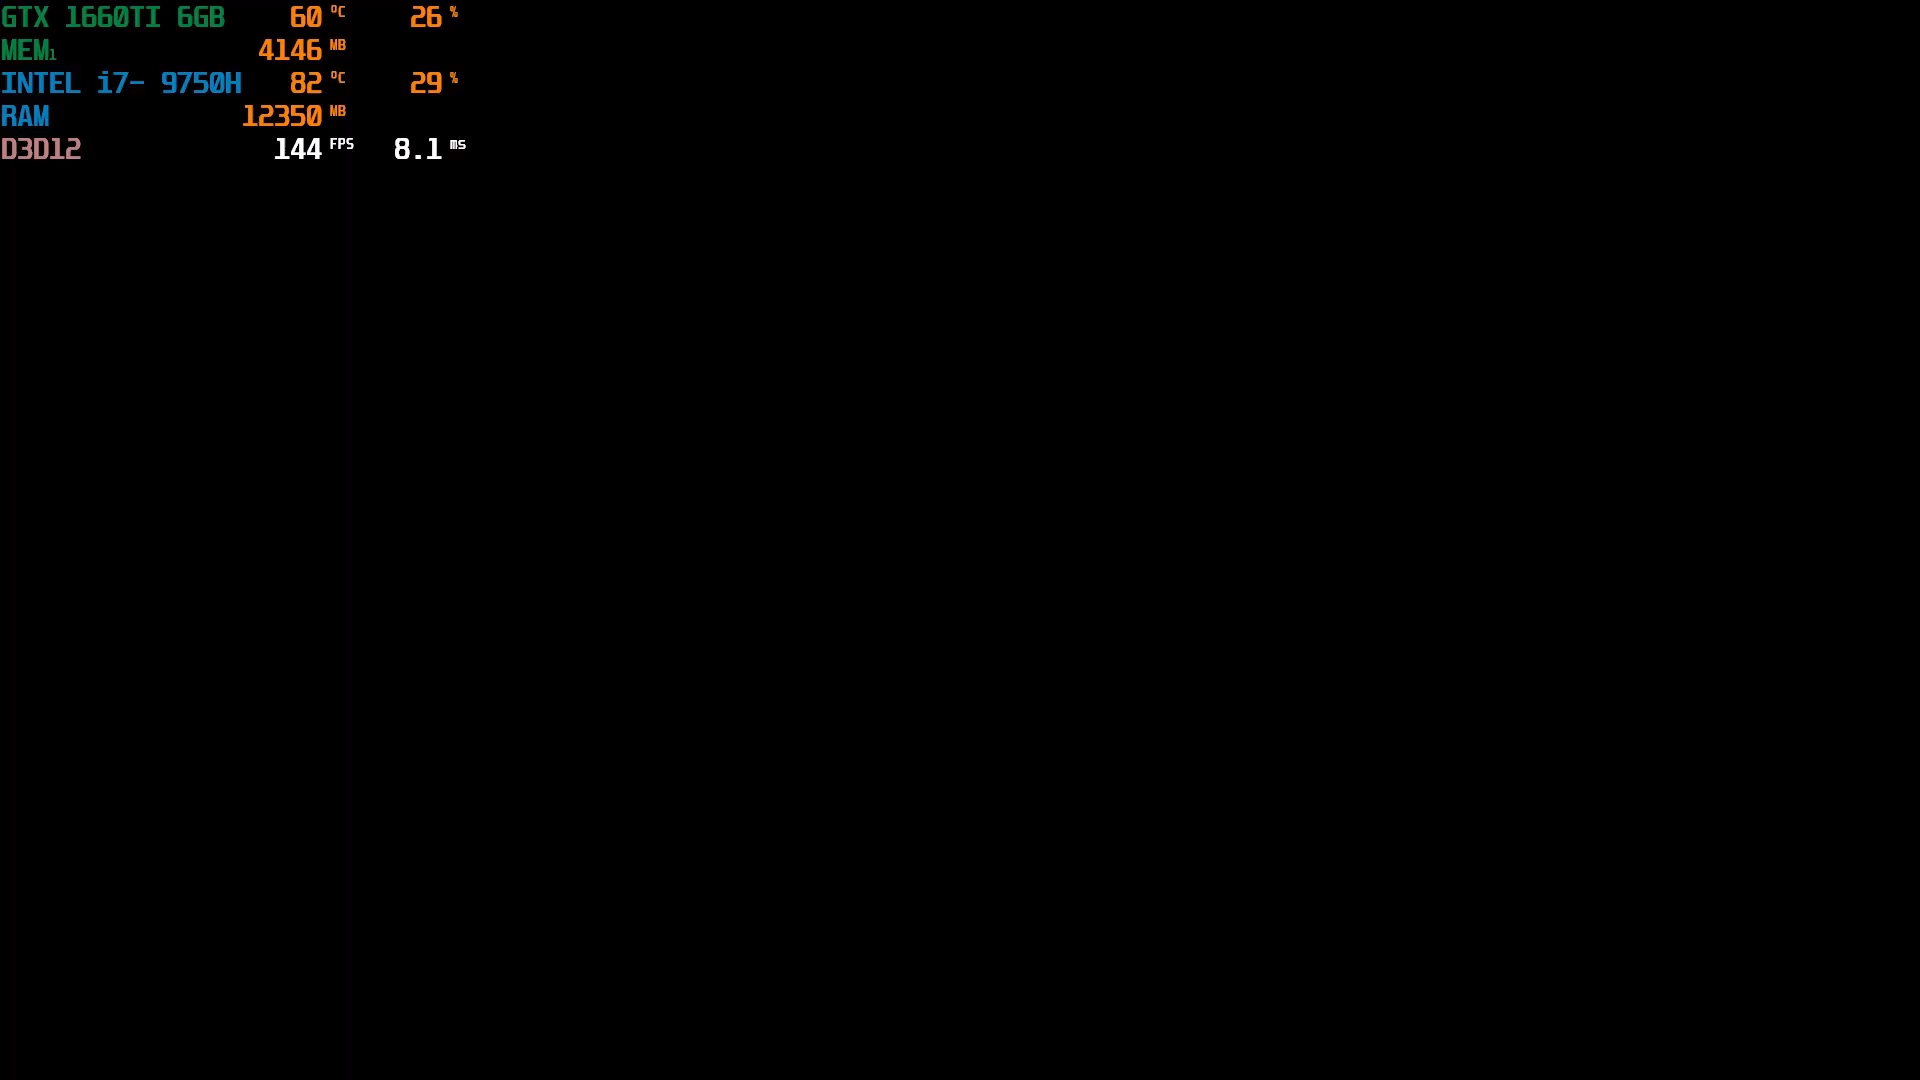 GTX 1660TI 6GB 60 °C 26 %
MEM1 4146 MB
INTEL i7- 9750H 82 °C 29 %
RAM 12350 MB
D3D12 144 FPS 8.1 ms